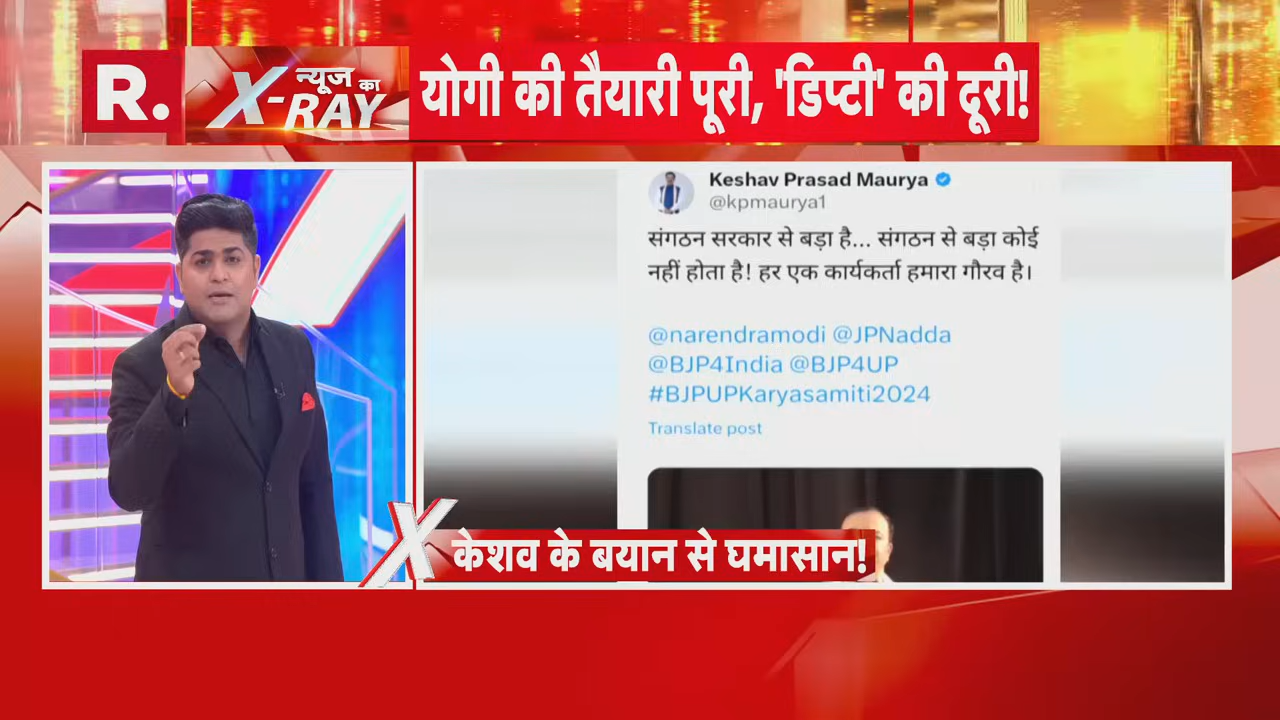 R.
न्यूज का
X-RAY
योगी की तैयारी पूरी, 'डिप्टी' की दूरी!
Keshav Prasad Maurya
@kpmaurya1
संगठन सरकार से बड़ा है... संगठन से बड़ा कोई
नहीं होता है! हर एक कार्यकर्ता हमारा गौरव है।
@narendramodi @JPNadda
@BJP4India @BJP4UP
#BJPUPKaryasamiti2024
Translate post
X केशव के बयान से घमासान!